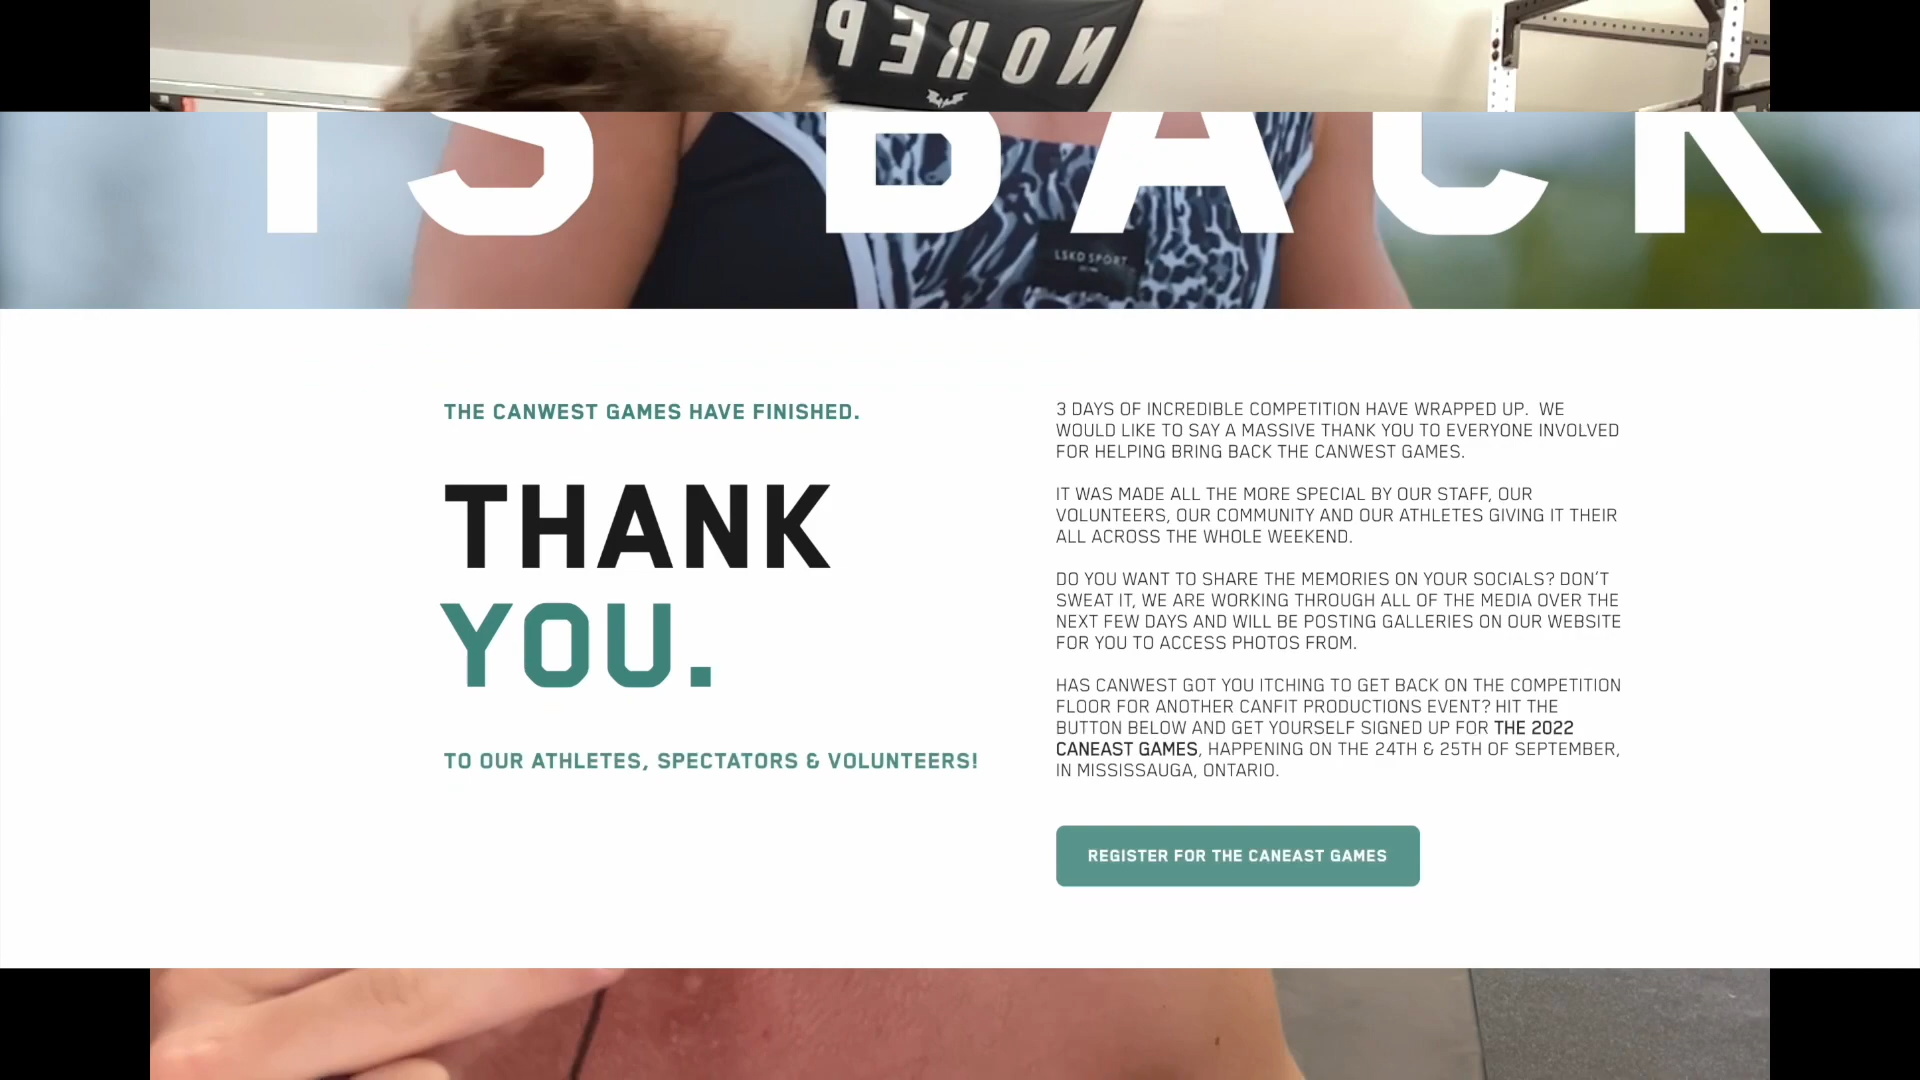 NOREP
IS BACK
LSKD SPORT
THE CANWEST GAMES HAVE FINISHED.
THANK
YOU.
TO OUR ATHLETES, SPECTATORS & VOLUNTEERS!
3 DAYS OF INCREDIBLE COMPETITION HAVE WRAPPED UP. WE
WOULD LIKE TO SAY A MASSIVE THANK YOU TO EVERYONE INVOLVED
FOR HELPING BRING BACK THE CANWEST GAMES.
IT WAS MADE ALL THE MORE SPECIAL BY OUR STAFF, OUR
VOLUNTEERS, OUR COMMUNITY AND OUR ATHLETES GIVING IT THEIR
ALL ACROSS THE WHOLE WEEKEND.
DO YOU WANT TO SHARE THE MEMORIES ON YOUR SOCIALS? DON'T
SWEAT IT, WE ARE WORKING THROUGH ALL OF THE MEDIA OVER THE
NEXT FEW DAYS AND WILL BE POSTING GALLERIES ON OUR WEBSITE
FOR YOU TO ACCESS PHOTOS FROM.
HAS CANWEST GOT YOU ITCHING TO GET BACK ON THE COMPETITION
FLOOR FOR ANOTHER CANFIT PRODUCTIONS EVENT? HIT THE
BUTTON BELOW AND GET YOURSELF SIGNED UP FOR THE 2022
CANEAST GAMES, HAPPENING ON THE 24TH & 25TH OF SEPTEMBER,
IN MISSISSAUGA, ONTARIO.
REGISTER FOR THE CANEAST GAMES